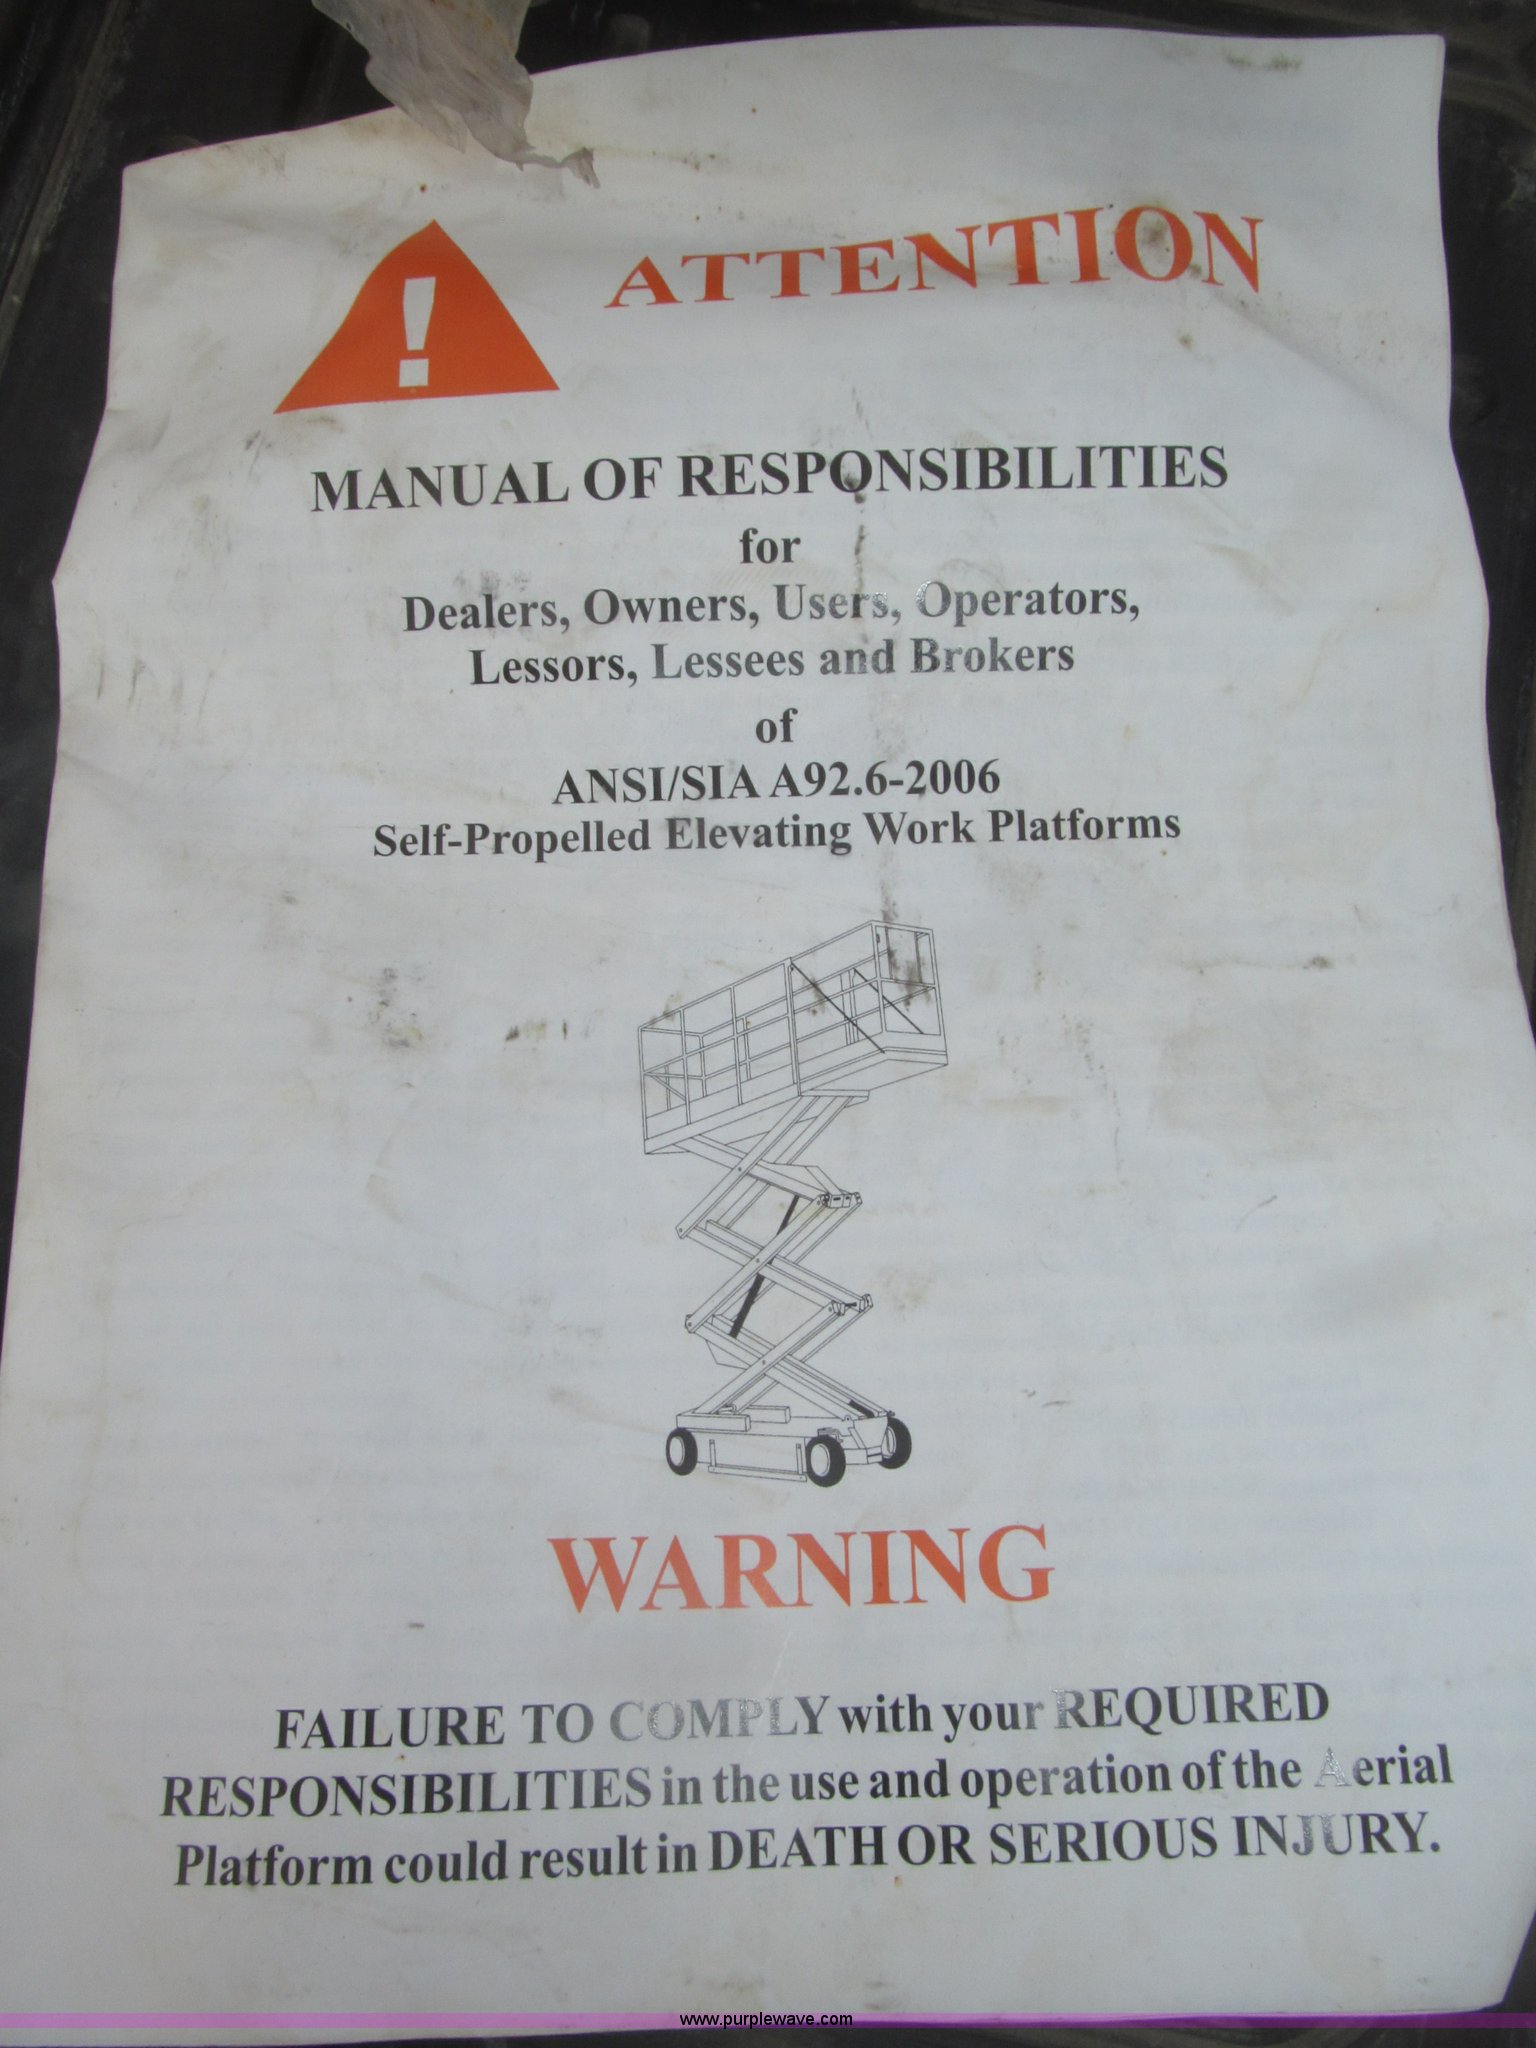 ! ATTENTION
MANUAL OF RESPONSIBILITIES
for
Dealers, Owners, Users, Operators,
Lessors, Lessees and Brokers
of
ANSI/SIA A92.6-2006
Self-Propelled Elevating Work Platforms
WARNING
FAILURE TO COMPLY with your REQUIRED
RESPONSIBILITIES in the use and operation of the Aerial
Platform could result in DEATH OR SERIOUS INJURY.
www.purplewave.com